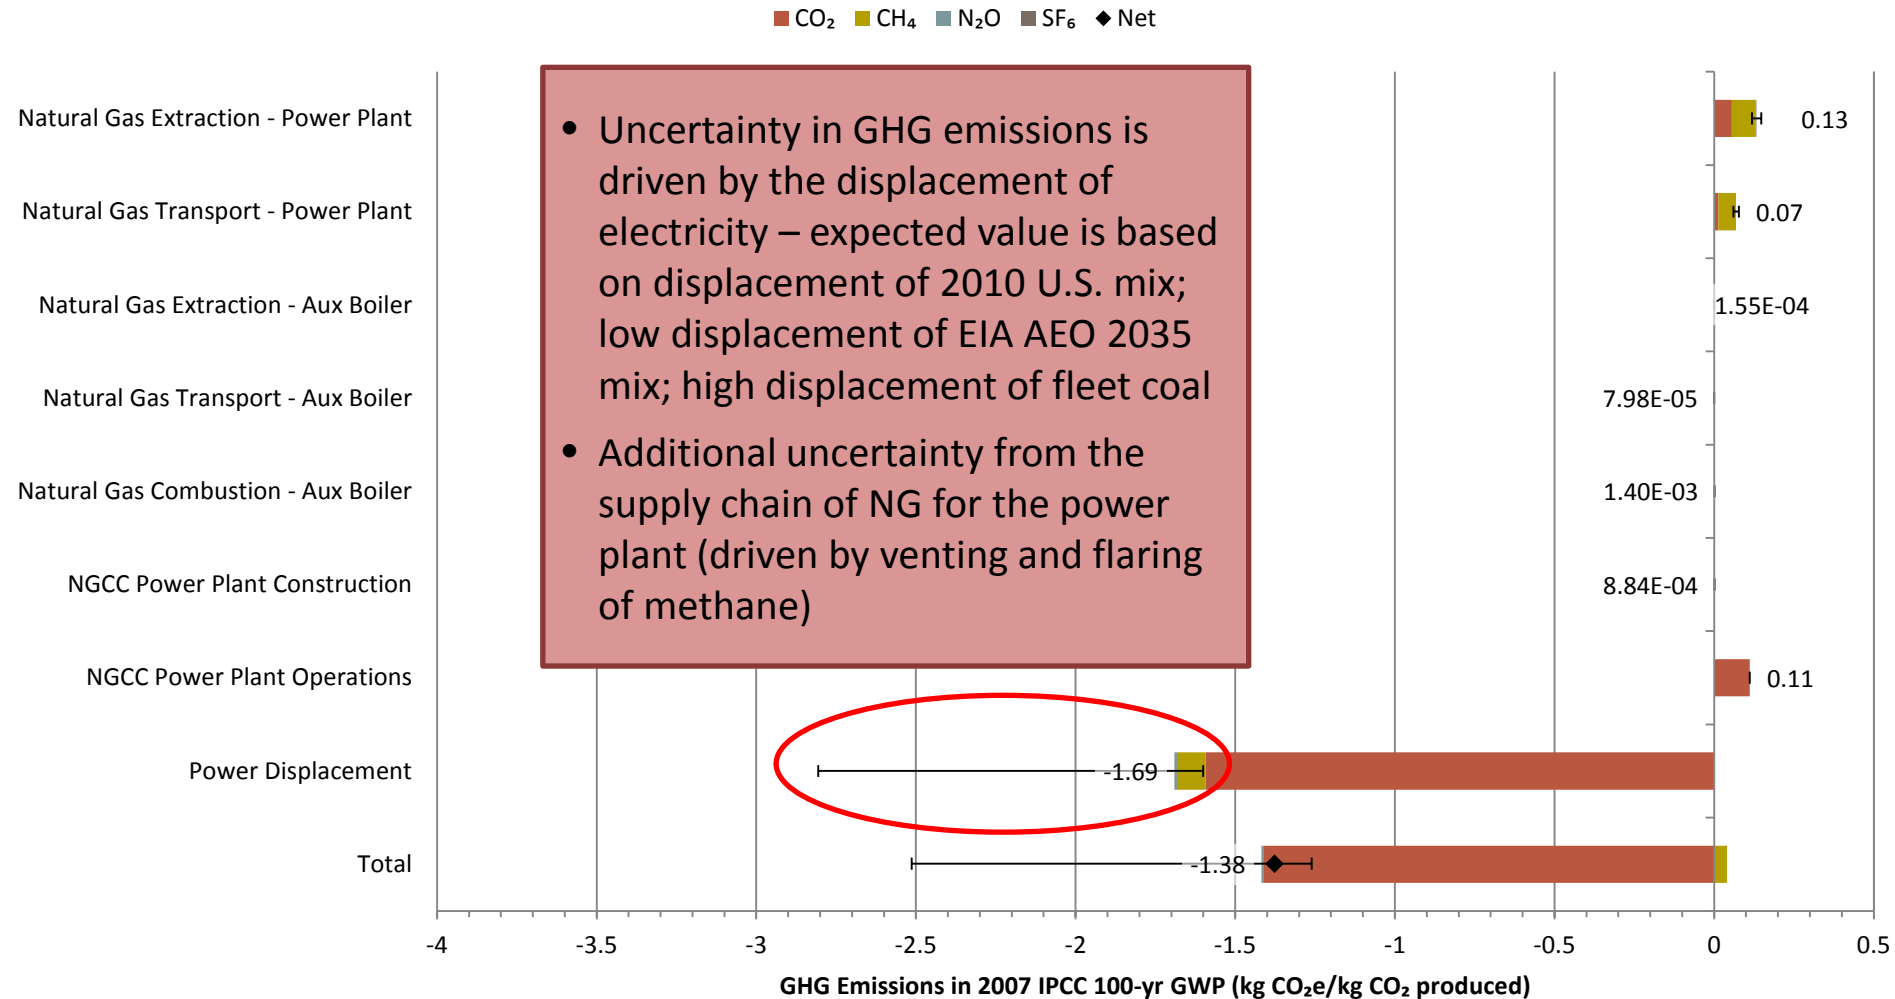 CO₂ CH₄ N₂O SF₆ Net
Natural Gas Extraction - Power Plant
0.13
Natural Gas Transport - Power Plant
0.07
Natural Gas Extraction - Aux Boiler
1.55E-04
Natural Gas Transport - Aux Boiler
7.98E-05
Natural Gas Combustion - Aux Boiler
1.40E-03
NGCC Power Plant Construction
8.84E-04
NGCC Power Plant Operations
0.11
Power Displacement
-1.69
Total
-1.38
• Uncertainty in GHG emissions is
driven by the displacement of
electricity – expected value is based
on displacement of 2010 U.S. mix;
low displacement of EIA AEO 2035
mix; high displacement of fleet coal
• Additional uncertainty from the
supply chain of NG for the power
plant (driven by venting and flaring
of methane)
-4 -3.5 -3 -2.5 -2 -1.5 -1 -0.5 0 0.5
GHG Emissions in 2007 IPCC 100-yr GWP (kg CO₂e/kg CO₂ produced)